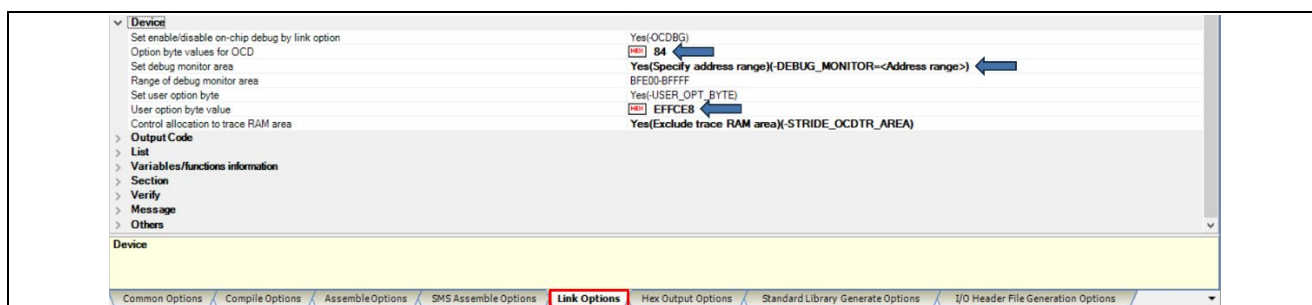 Device
Set enable/disable on-chip debug by link option Yes(-OCDBG)
Option byte values for OCD HEX 84
Set debug monitor area Yes(Specify address range)(-DEBUG_MONITOR=<Address range>)
Range of debug monitor area BFE00-BFFFF
Set user option byte Yes(-USER_OPT_BYTE)
User option byte value HEX EFFCE8
Control allocation to trace RAM area Yes(Exclude trace RAM area)(-STRIDE_OCDTR_AREA)
Output Code
List
Variables/functions information
Section
Verify
Message
Others
Device
Common Options Compile Options Assemble Options SMS Assemble Options Link Options Hex Output Options Standard Library Generate Options I/O Header File Generation Options